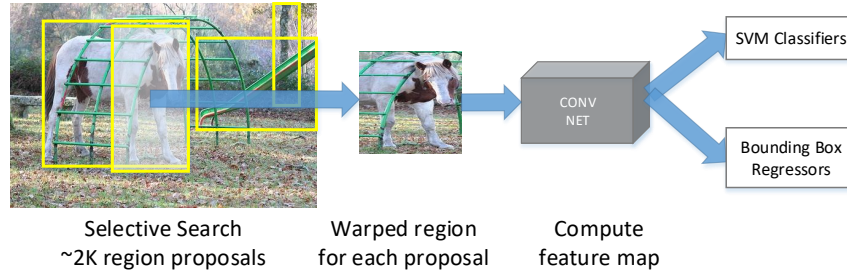 SVM Classifiers
CONV
NET
Bounding Box
Regressors
Selective Search
~2K region proposals
Warped region
for each proposal
Compute
feature map